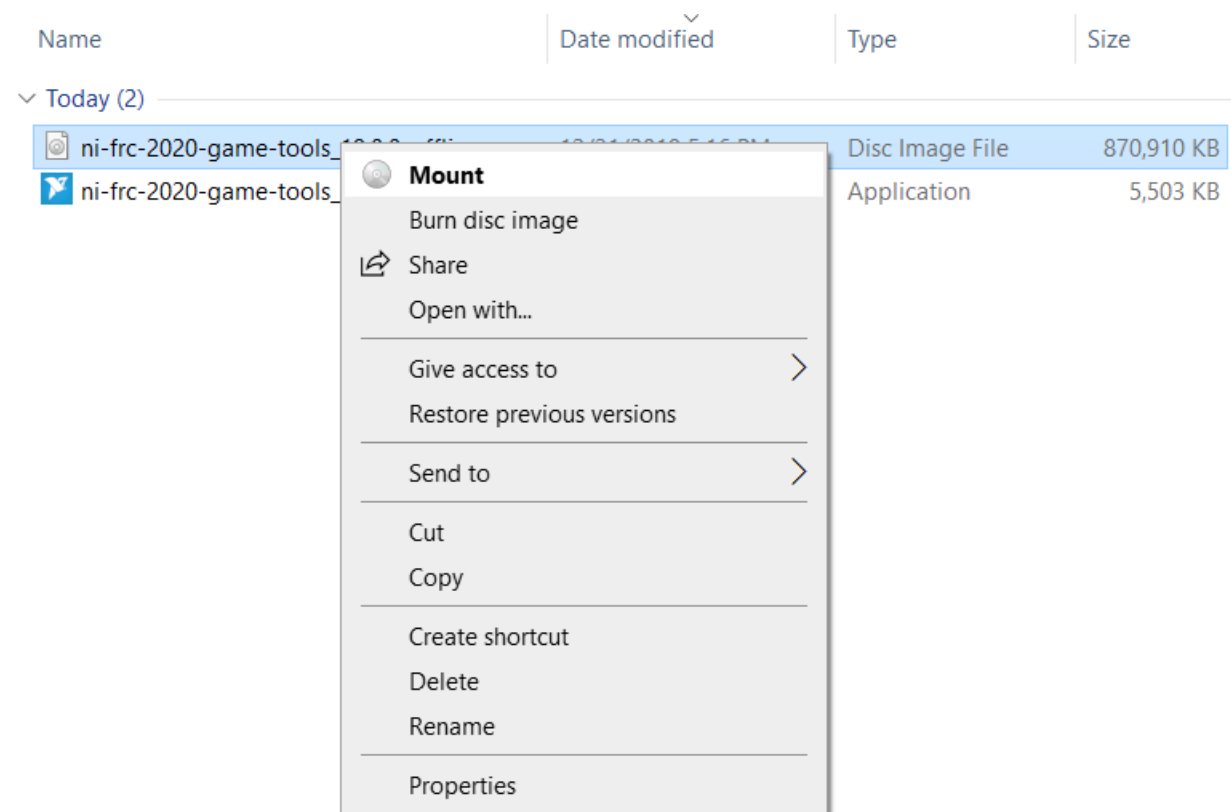 Name Date modified Type Size
Today (2)
ni-frc-2020-game-tools_ Disc Image File 870,910 KB
ni-frc-2020-game-tools_ Application 5,503 KB
Mount
Burn disc image
Share
Open with...
Give access to
Restore previous versions
Send to
Cut
Copy
Create shortcut
Delete
Rename
Properties